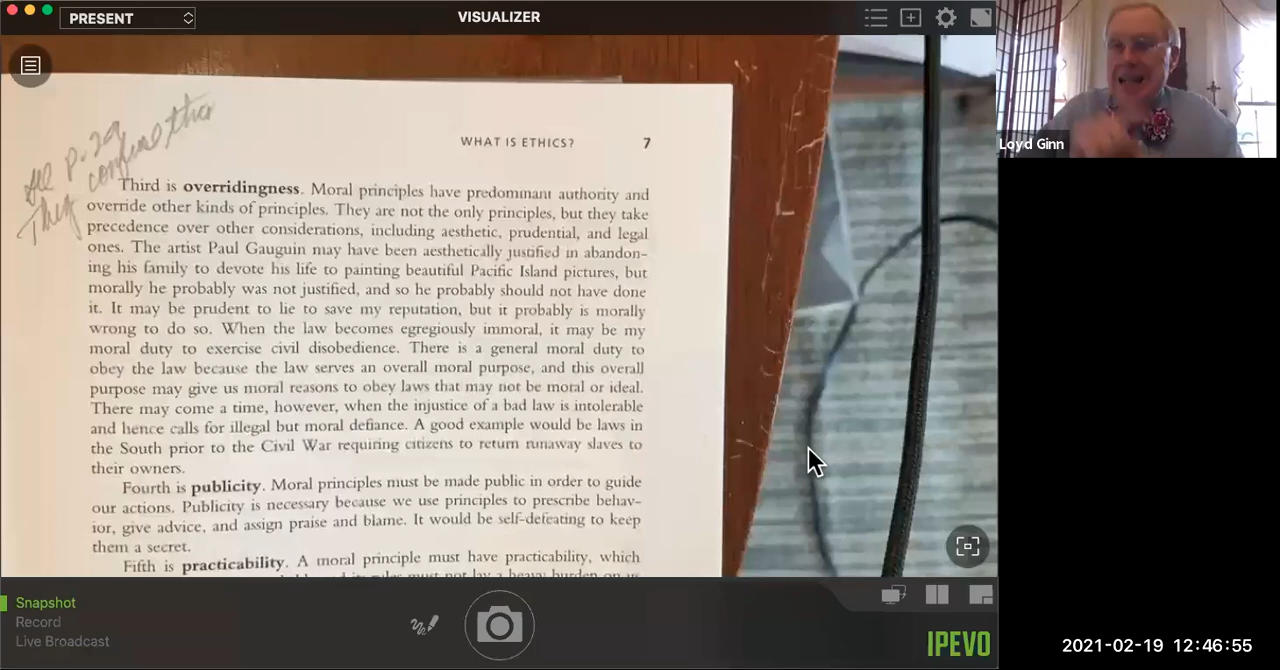 PRESENT
VISUALIZER
Loyd Ginn
See p. 29
They confuse other
WHAT IS ETHICS? 7
Third is overridingness. Moral principles have predominant authority and
override other kinds of principles. They are not the only principles, but they take
precedence over other considerations, including aesthetic, prudential, and legal
ones. The artist Paul Gauguin may have been aesthetically justified in abandon-
ing his family to devote his life to painting beautiful Pacific Island pictures, but
morally he probably was not justified, and so he probably should not have done
it. It may be prudent to lie to save my reputation, but it probably is morally
wrong to do so. When the law becomes egregiously immoral, it may be my
moral duty to exercise civil disobedience. There is a general moral duty to
obey the law because the law serves an overall moral purpose, and this overall
purpose may give us moral reasons to obey laws that may not be moral or ideal.
There may come a time, however, when the injustice of a bad law is intolerable
and hence calls for illegal but moral defiance. A good example would be laws in
the South prior to the Civil War requiring citizens to return runaway slaves to
their owners.
Fourth is publicity. Moral principles must be made public in order to guide
our actions. Publicity is necessary because we use principles to prescribe behav-
ior, give advice, and assign praise and blame. It would be self-defeating to keep
them a secret.
Fifth is practicability. A moral principle must have practicability, which
rules must not lay a heavy burden on us
Snapshot
Record
Live Broadcast
IPEVO
2021-02-19 12:46:55